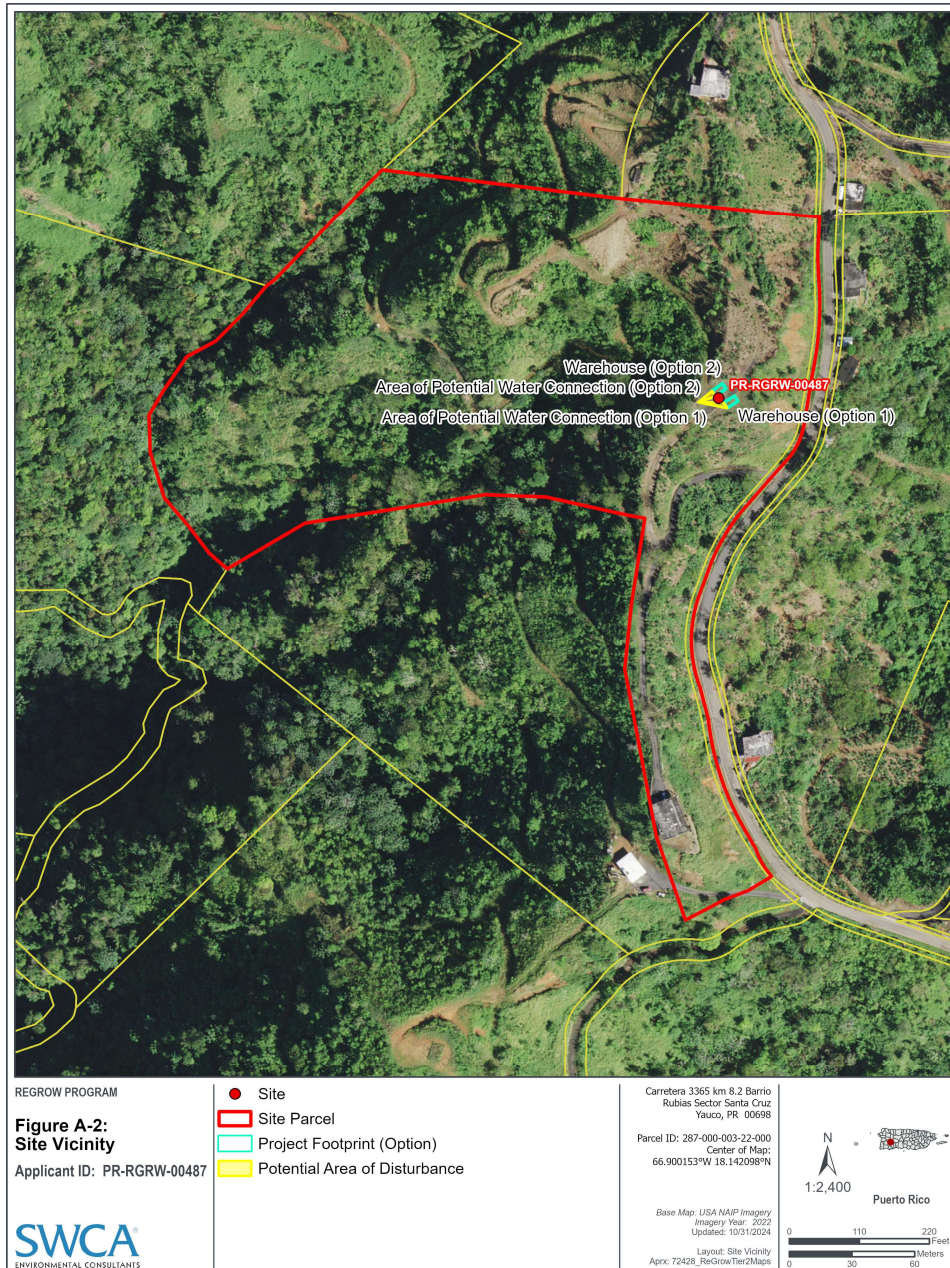 Warehouse (Option 2)
PR-RGRW-00487
Area of Potential Water Connection (Option 2)
Area of Potential Water Connection (Option 1)
Warehouse (Option 1)
REGROW PROGRAM
Figure A-2:
Site Vicinity
Applicant ID: PR-RGRW-00487
SWCA
ENVIRONMENTAL CONSULTANTS
Site
Site Parcel
Project Footprint (Option)
Potential Area of Disturbance
Carretera 3365 km 8.2 Barrio
Rubias Sector Santa Cruz
Yauco, PR 00698
Parcel ID: 287-000-003-22-000
Center of Map:
66.900153°W 18.142098°N
Base Map: USA NAIP Imagery
Imagery Year: 2022
Updated: 10/31/2024
Layout: Site Vicinity
Aprx: 72428_ReGrowTier2Maps
N
1:2,400
Puerto Rico
0 110 220
Feet
Meters
0 30 60